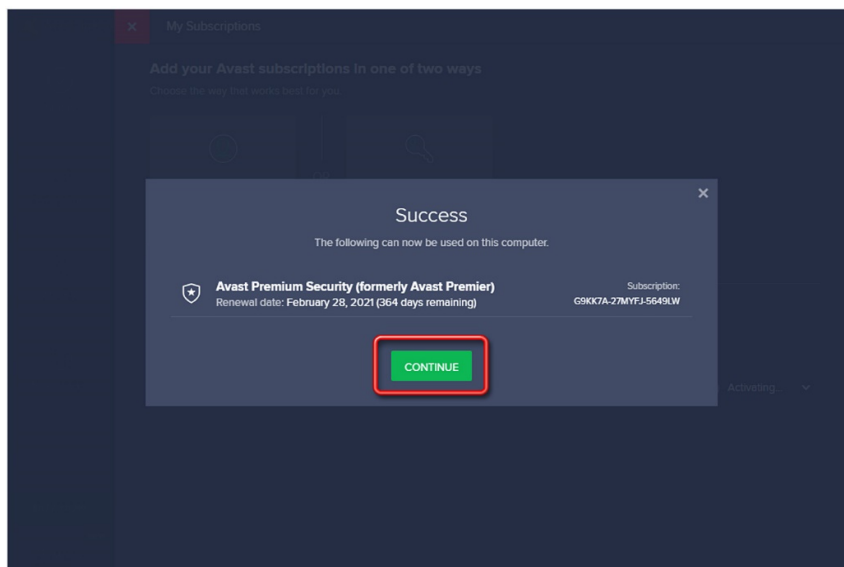 My Subscriptions
Add your Avast subscriptions in one of two ways
Choose the way that works best for you.
OR
Success
The following can now be used on this computer.
Avast Premium Security (formerly Avast Premier)
Subscription:
Renewal date: February 28, 2021 (364 days remaining)
G9KK7A-27MYFJ-5649LW
CONTINUE
Activating...